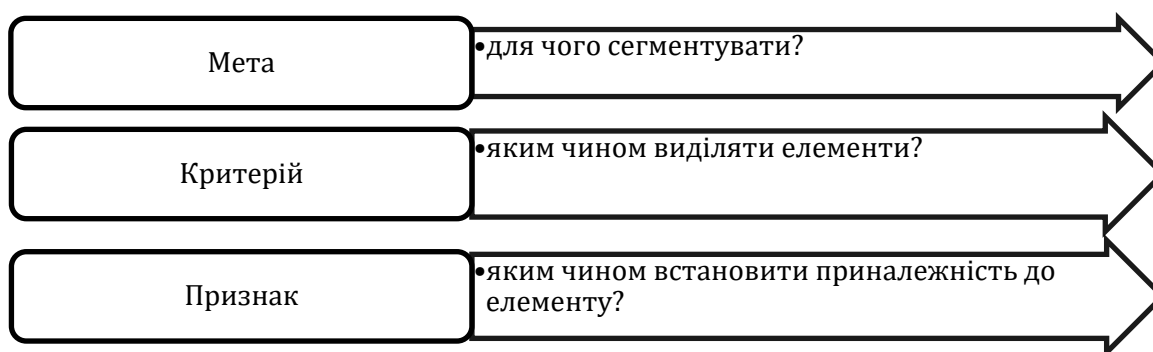 Мета
•для чого сегментувати?
Критерій
•яким чином виділяти елементи?
Признак
•яким чином встановити приналежність до
елементу?